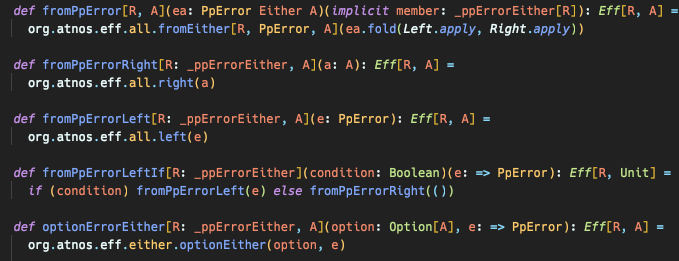 def fromPpError[R, A](ea: PpError Either A)(implicit member: _ppErrorEither[R]): Eff[R, A] =
  org.atnos.eff.all.fromEither[R, PpError, A](ea.fold(Left.apply, Right.apply))
def fromPpErrorRight[R: _ppErrorEither, A](a: A): Eff[R, A] =
  org.atnos.eff.all.right(a)
def fromPpErrorLeft[R: _ppErrorEither, A](e: PpError): Eff[R, A] =
  org.atnos.eff.all.left(e)
def fromPpErrorLeftIf[R: _ppErrorEither](condition: Boolean)(e: => PpError): Eff[R, Unit] =
  if (condition) fromPpErrorLeft(e) else fromPpErrorRight(())
def optionErrorEither[R: _ppErrorEither, A](option: Option[A], e: => PpError): Eff[R, A] =
  org.atnos.eff.either.optionEither(option, e)